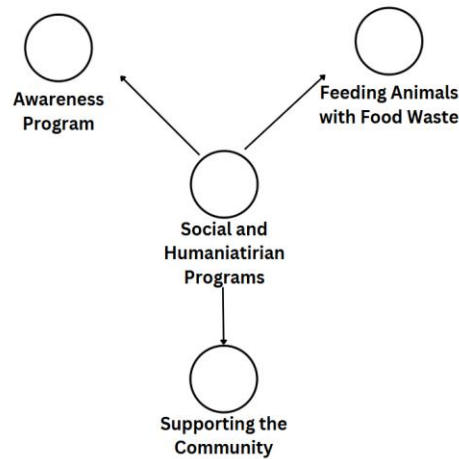 Awareness
Program
Feeding Animals
with Food Waste
Social and
Humaniatirian
Programs
Supporting the
Community